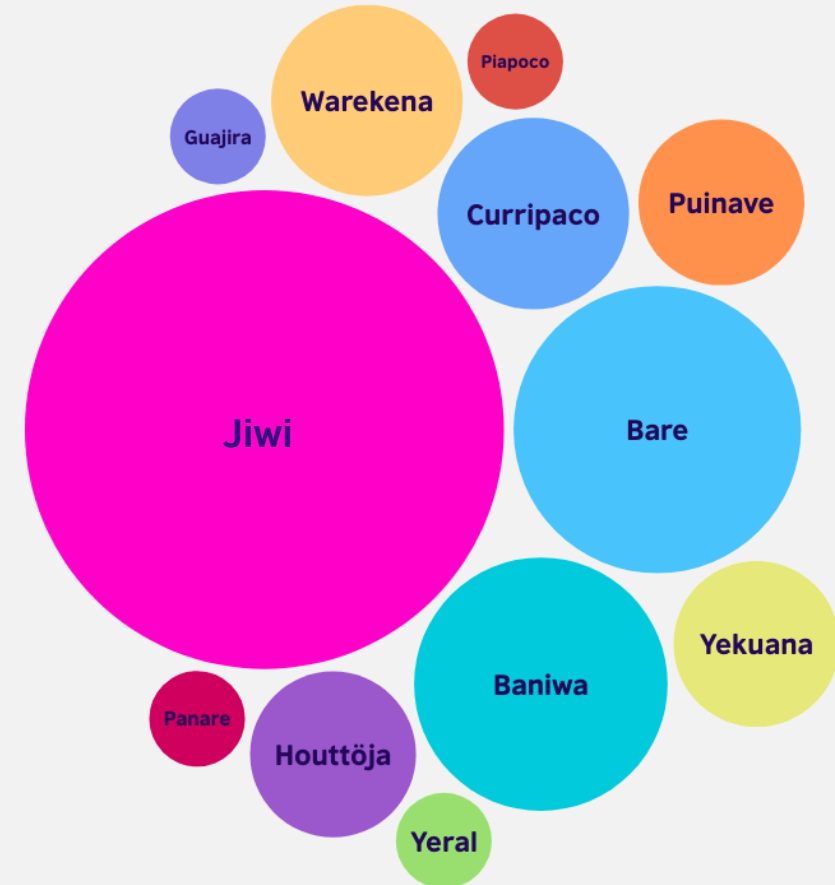 Piapoco
Warekena
Guajira
Puinave
Curripaco
Jiwi
Bare
Yekuana
Baniwa
Panare
Houttöja
Yeral